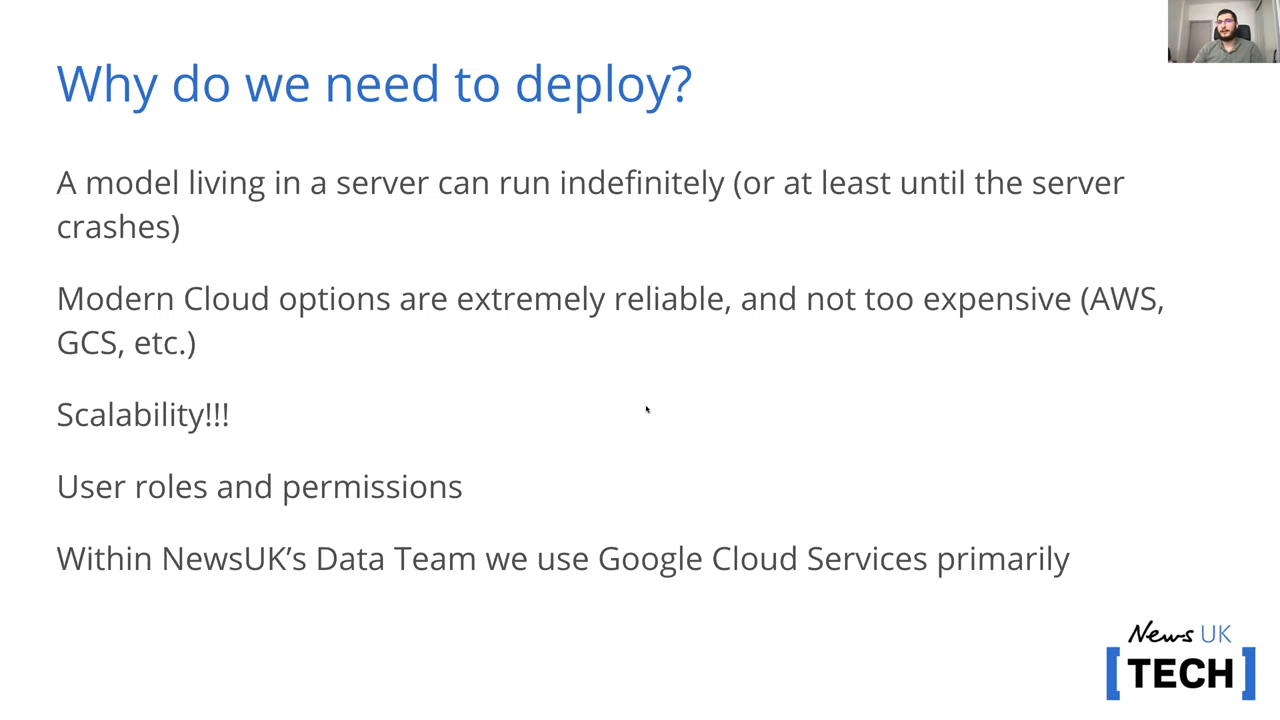 Why do we need to deploy?
A model living in a server can run indefinitely (or at least until the server
crashes)
Modern Cloud options are extremely reliable, and not too expensive (AWS,
GCS, etc.)
Scalability!!!
User roles and permissions
Within NewsUK’s Data Team we use Google Cloud Services primarily
News UK
[TECH]